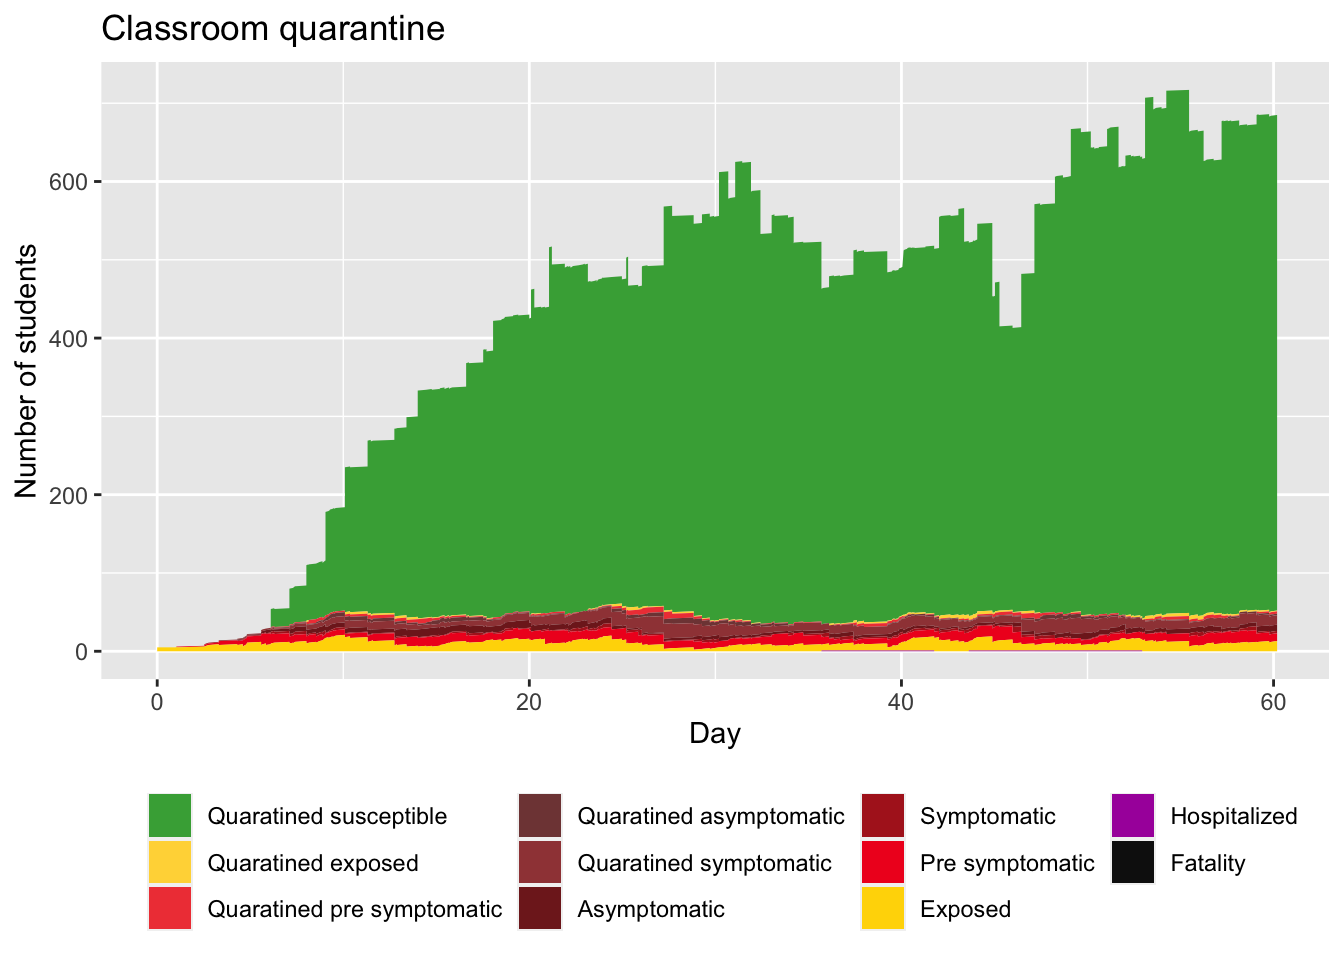 Classroom quarantine
Number of students
600
400
200
0
0 20 40 60
Day
Quaratined susceptible Quaratined asymptomatic Symptomatic Hospitalized
Quaratined exposed Quaratined symptomatic Pre symptomatic Fatality
Quaratined pre symptomatic Asymptomatic Exposed